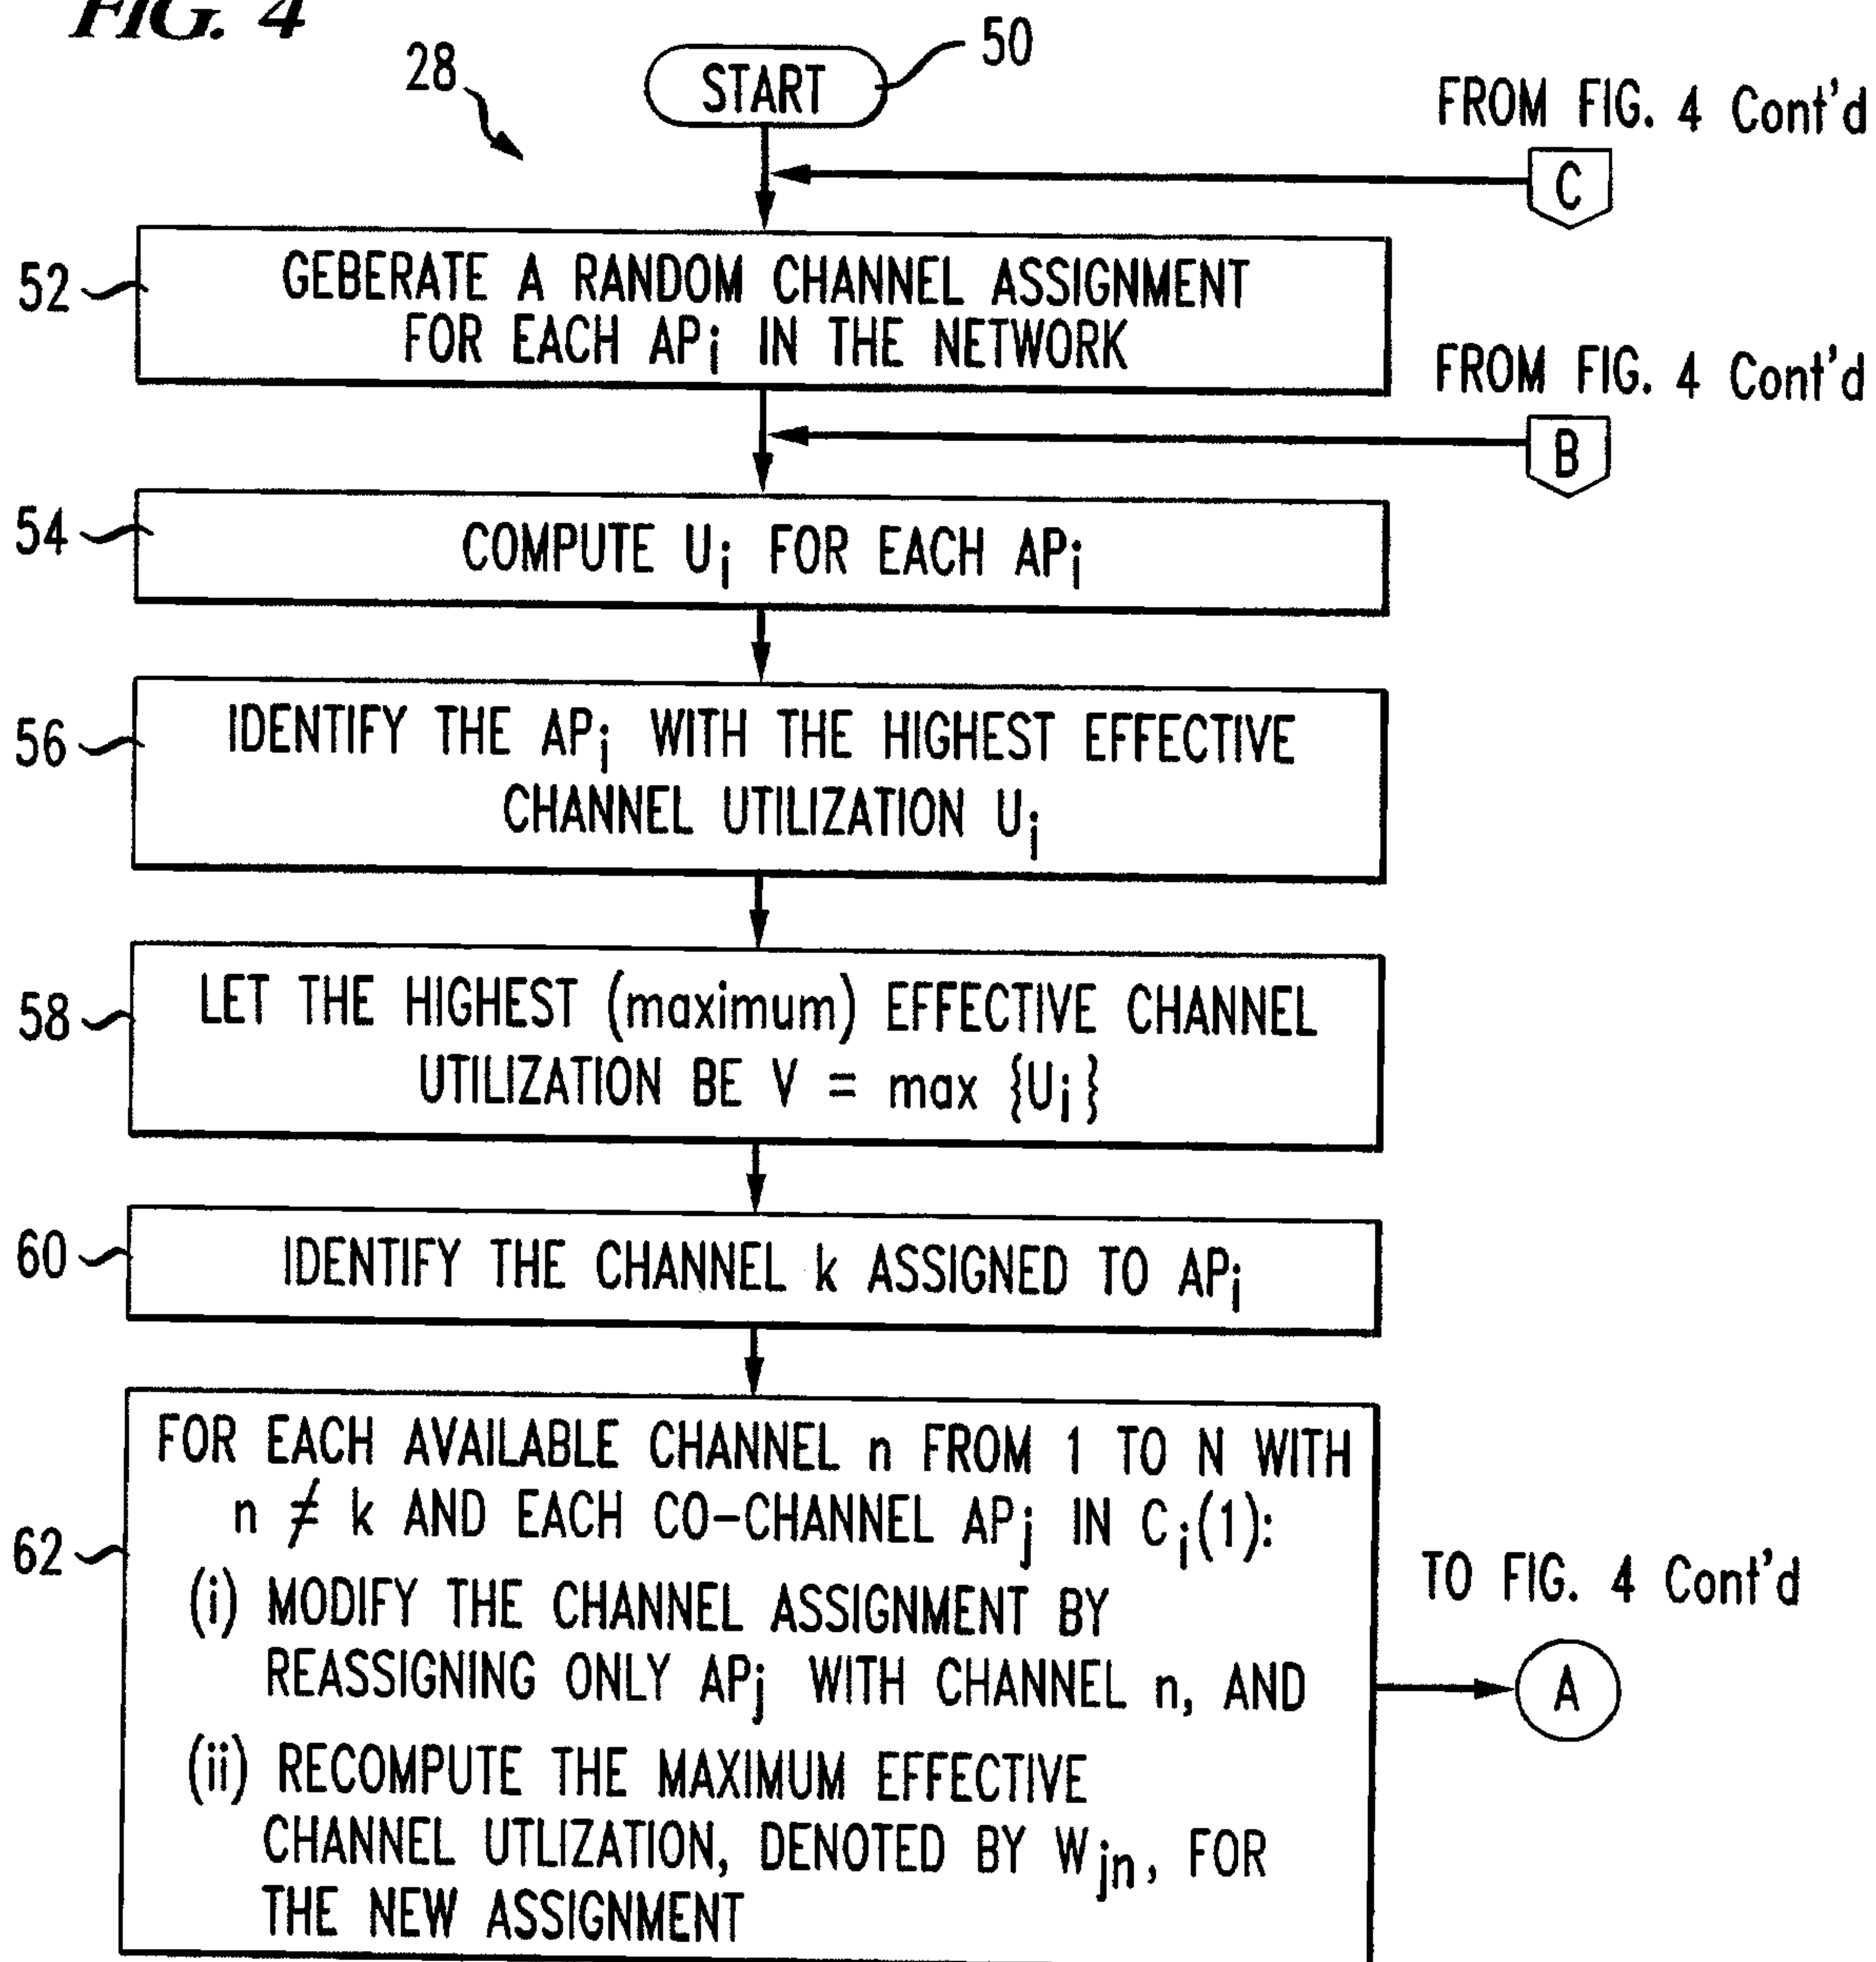 FIG. 4
28
START
50
FROM FIG. 4 Cont'd
C
52
GEBERATE A RANDOM CHANNEL ASSIGNMENT
FOR EACH APi IN THE NETWORK
FROM FIG. 4 Cont'd
B
54
COMPUTE Ui FOR EACH APi
56
IDENTIFY THE APi WITH THE HIGHEST EFFECTIVE
CHANNEL UTILIZATION Ui
58
LET THE HIGHEST (maximum) EFFECTIVE CHANNEL
UTILIZATION BE V = max {Ui}
60
IDENTIFY THE CHANNEL k ASSIGNED TO APi
62
FOR EACH AVAILABLE CHANNEL n FROM 1 TO N WITH
n ≠ k AND EACH CO-CHANNEL APj IN Ci(1):
(i) MODIFY THE CHANNEL ASSIGNMENT BY
REASSIGNING ONLY APj WITH CHANNEL n, AND
(ii) RECOMPUTE THE MAXIMUM EFFECTIVE
CHANNEL UTLIZATION, DENOTED BY Wjn, FOR
THE NEW ASSIGNMENT
TO FIG. 4 Cont'd
A